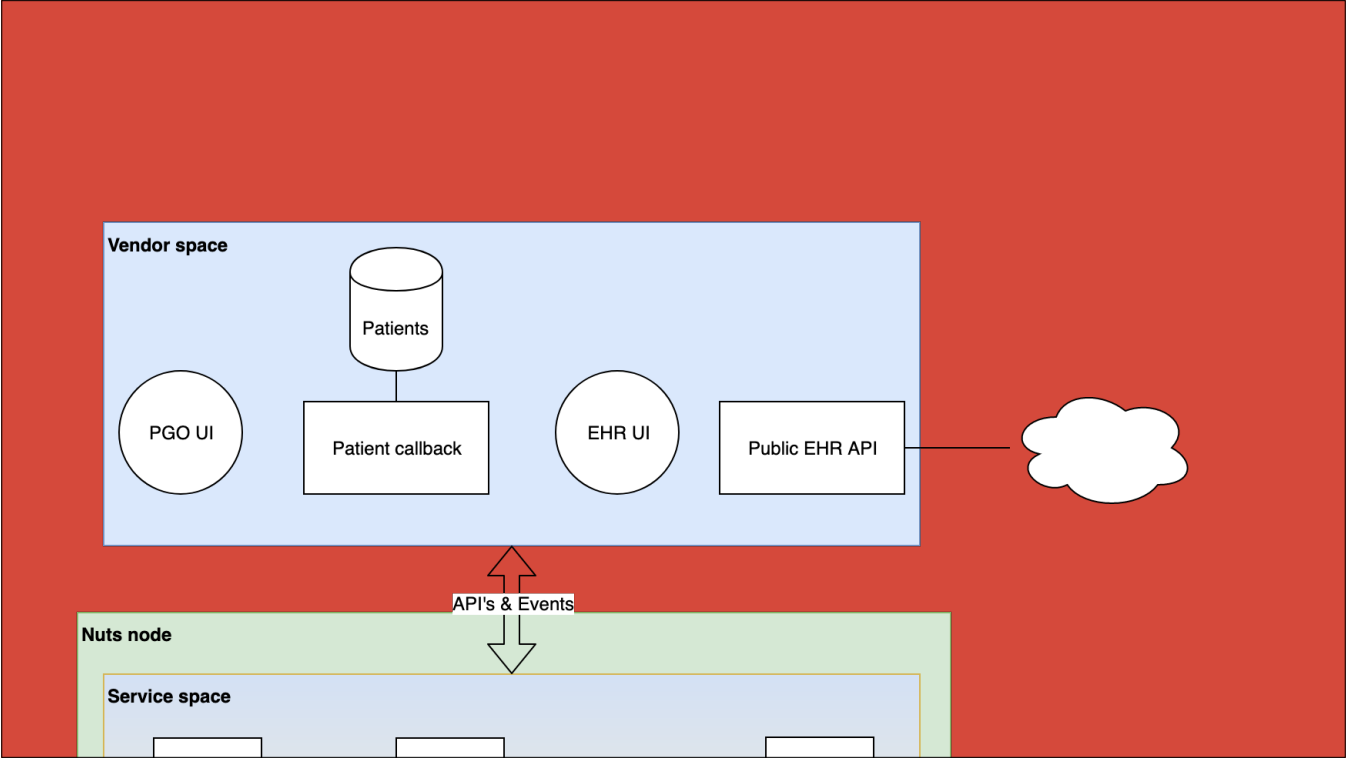 Vendor space
Patients
PGO UI
Patient callback
EHR UI
Public EHR API
API's & Events
Nuts node
Service space